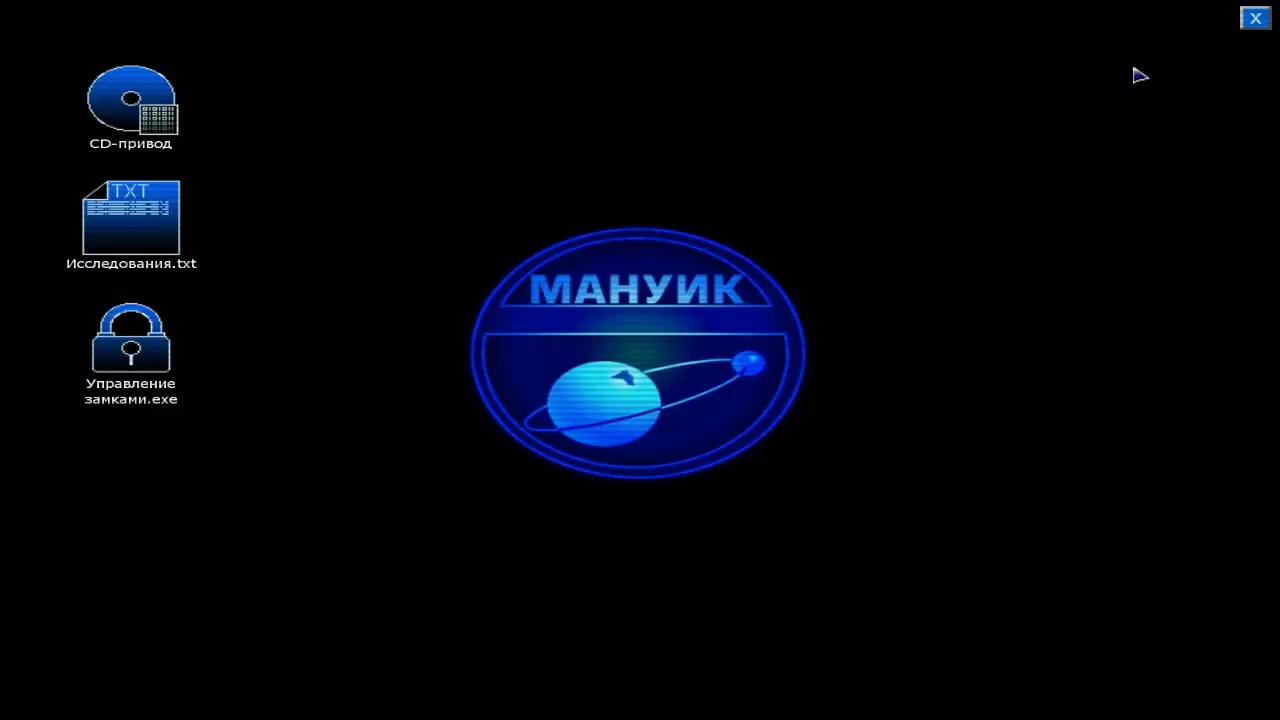 X
CD-привод
TXT
Исследования.txt
Управление
замками.exe
МАНУИК